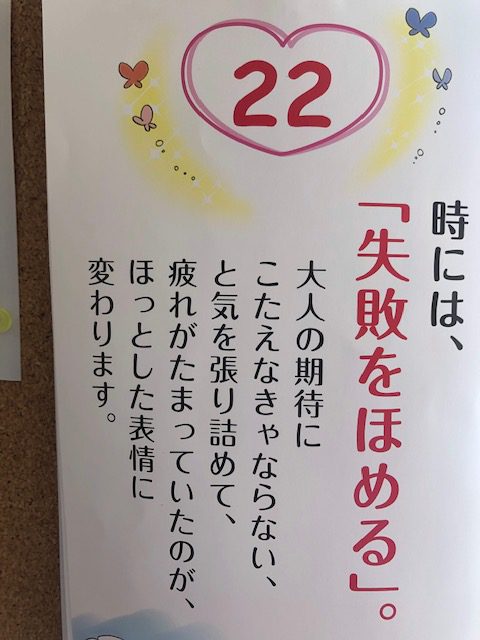 22
時には、
「失敗をほめる」。
大人の期待に
こたえなきゃならない、
と気を張り詰めて、
疲れがたまっていたのが、
ほっとした表情に
変わります。